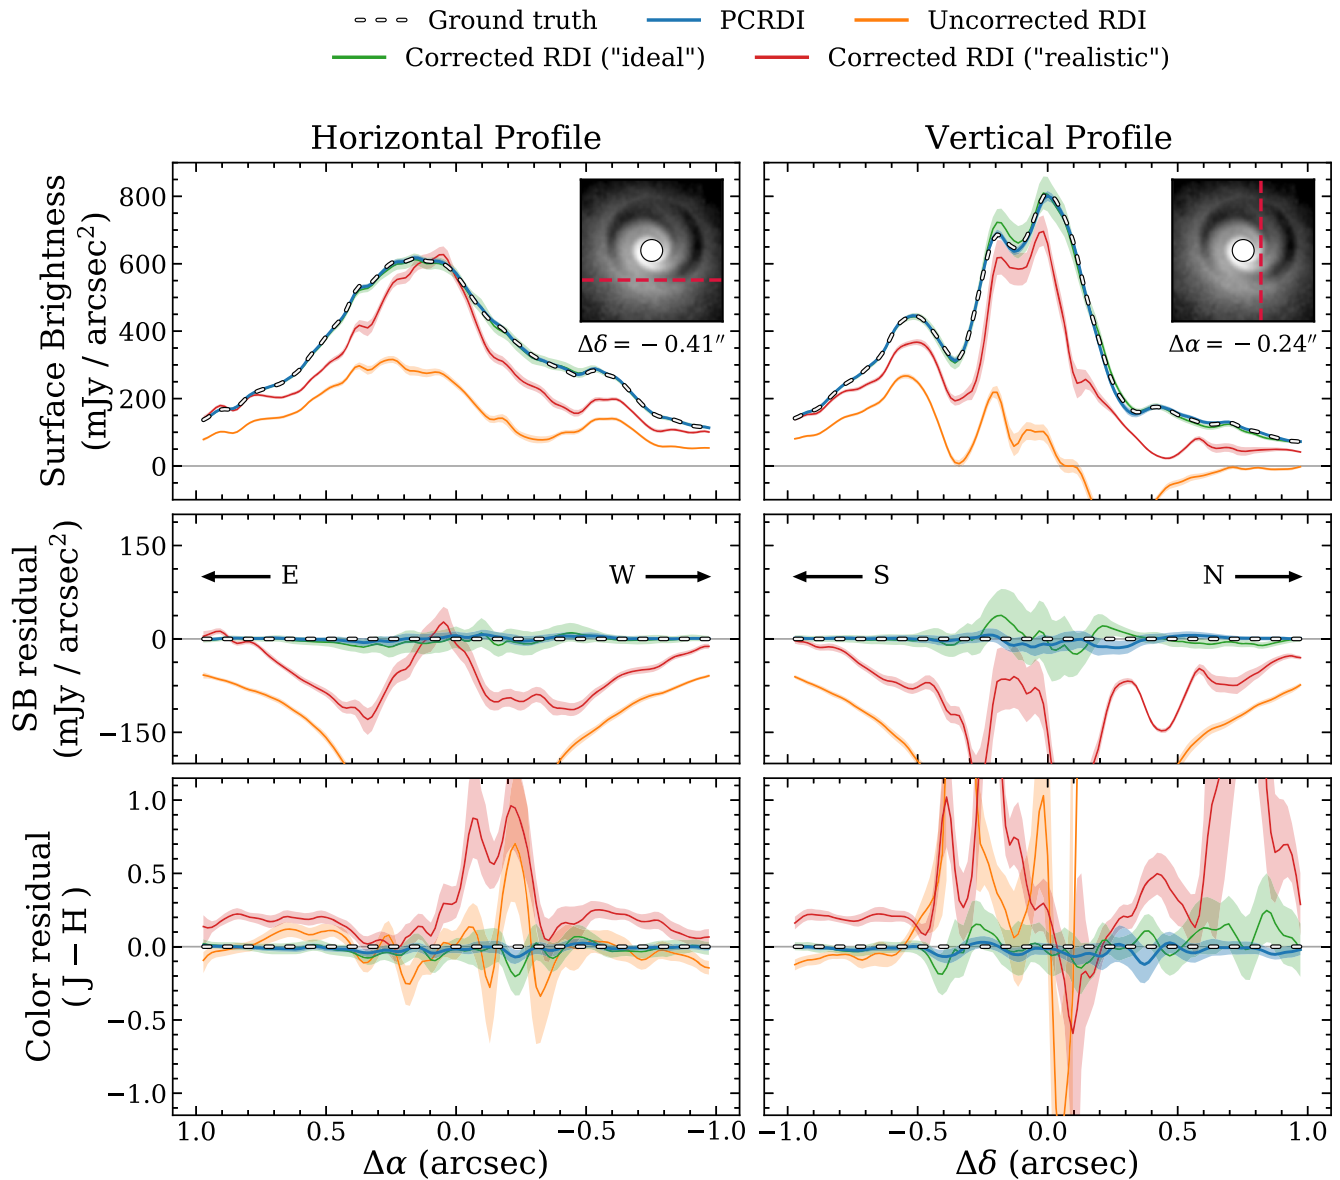 Ground truth
PCRDI
Uncorrected RDI
Corrected RDI ("ideal")
Corrected RDI ("realistic")
Horizontal Profile
Vertical Profile
Surface Brightness
(mJy / arcsec²)
800
600
400
200
0
Δδ = −0.41″
Δα = −0.24″
SB residual
(mJy / arcsec²)
150
0
−150
E
W
S
N
Color residual
( J − H )
1.0
0.5
0.0
−0.5
−1.0
1.0
0.5
0.0
−0.5
−1.0
Δα (arcsec)
−1.0
−0.5
0.0
0.5
1.0
Δδ (arcsec)